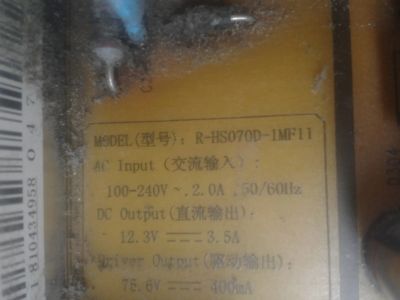 MODEL(型号): R-HS070D-1MF11
AC Input (交流输入):
100-240V ~ 2.0A 50/60Hz
DC Output(直流输出):
12.3V === 3.5A
Driver Output(驱动输出):
75.6V === 400mA
1810434958047